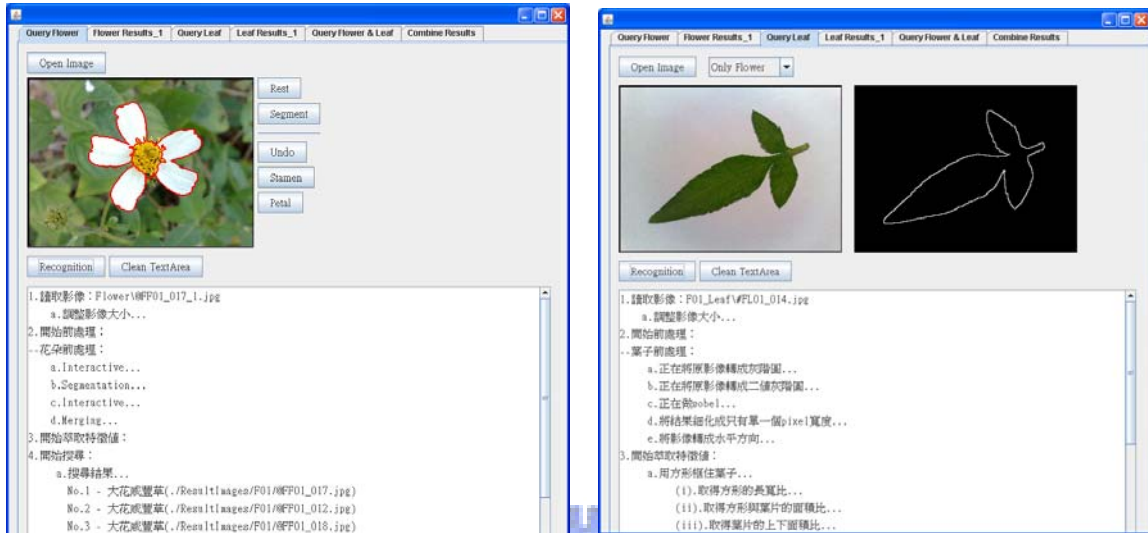 Query Flower Flower Results_1 Query Leaf Leaf Results_1 Query Flower & Leaf Combine Results
Open Image
Rest
Segment
Undo
Stamen
Petal
Recognition Clean TextArea
1.讀取影像：Flower\@FF01_017_1.jpg
a.調整影像大小...
2.開始前處理：
--花朵前處理：
a.Interactive...
b.Segmentation...
c.Interactive...
d.Merging...
3.開始萃取特徵值：
4.開始搜尋：
a.搜尋結果...
No.1 - 大花咸豐草(./ResultImages/F01/@FF01_017.jpg)
No.2 - 大花咸豐草(./ResultImages/F01/@FF01_012.jpg)
No.3 - 大花咸豐草(./ResultImages/F01/@FF01_018.jpg)
Query Flower Flower Results_1 Query Leaf Leaf Results_1 Query Flower & Leaf Combine Results
Open Image Only Flower
Recognition Clean TextArea
1.讀取影像：F01_Leaf\#FL01_014.jpg
a.調整影像大小...
2.開始前處理：
--葉子前處理：
a.正在將原影像轉成灰階圖...
b.正在將原影像轉成二值灰階圖...
c.正在做sobel...
d.將結果細化成只有單一個pixel寬度...
e.將影像轉成水平方向...
3.開始萃取特徵值：
a.用方形框住葉子...
(i).取得方形的長寬比...
(ii).取得方形與葉片的面積比...
(iii).取得葉片的上下面積比...